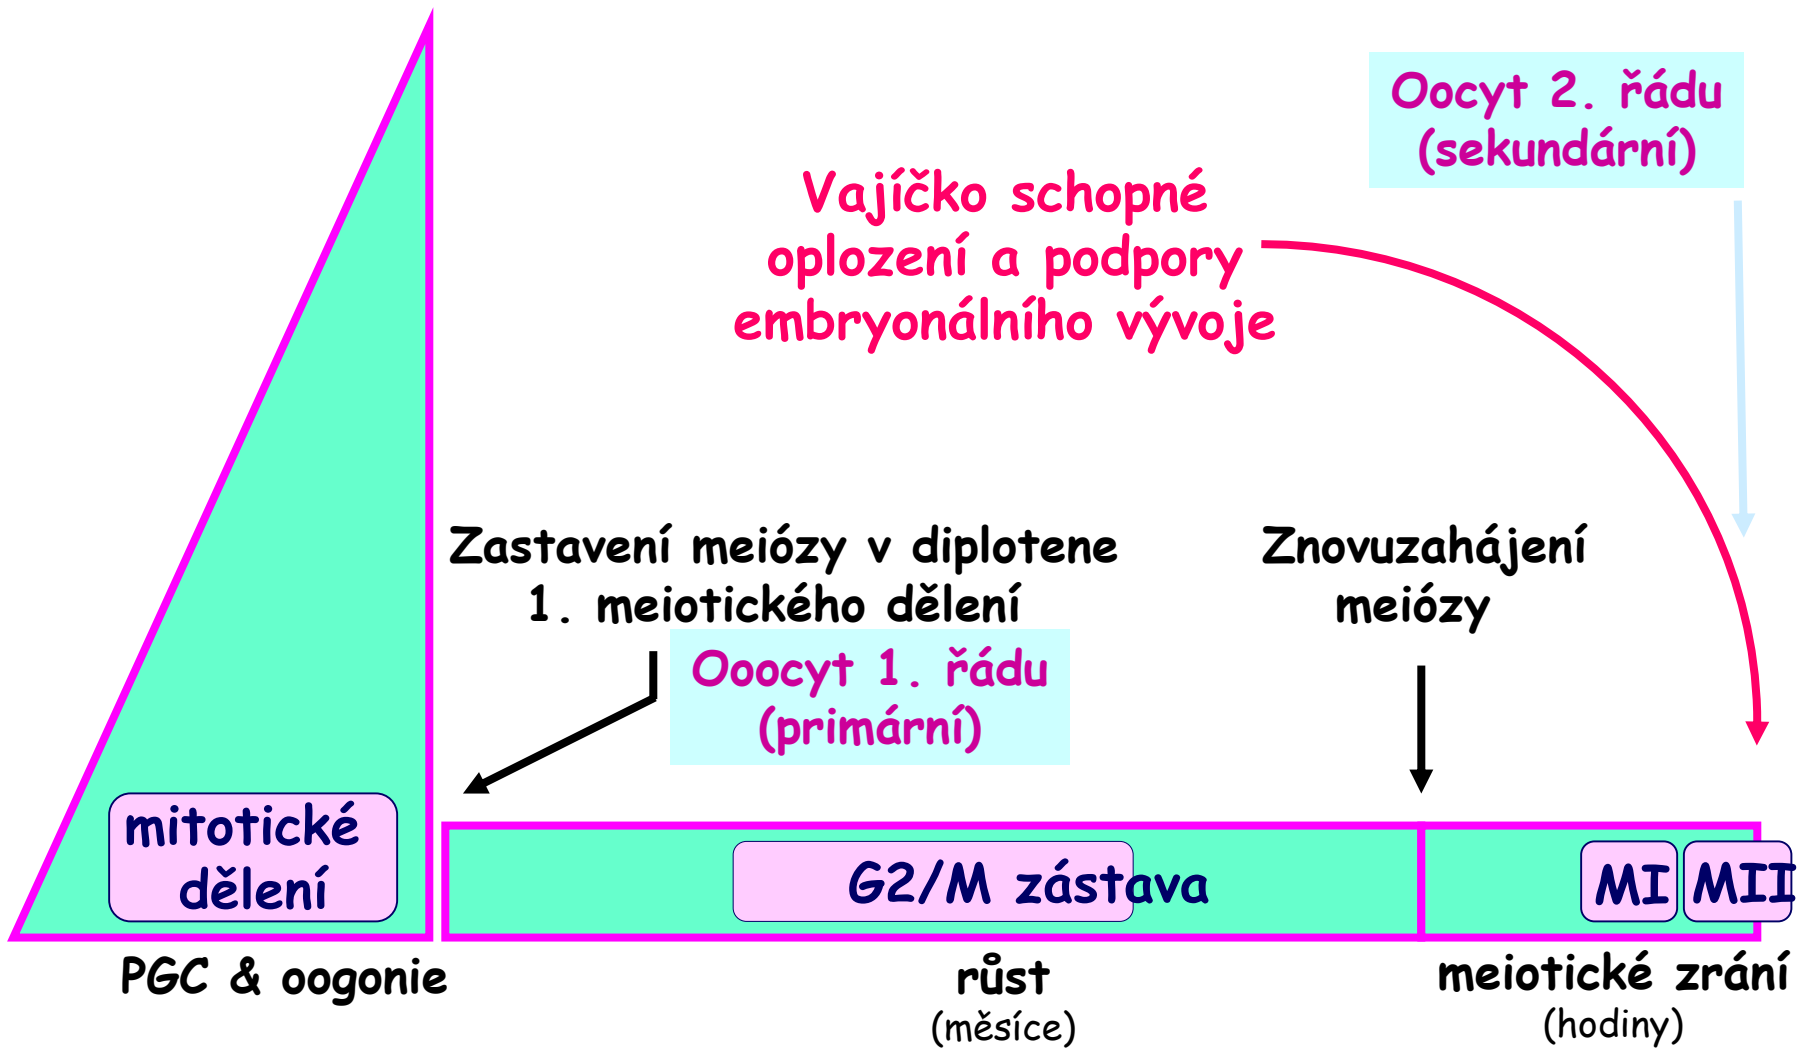 Oocyt 2. řádu
(sekundární)
Vajíčko schopné
oplození a podpory
embryonálního vývoje
Zastavení meiózy v diplotene
1. meiotického dělení
Znovuzahájení
meiózy
Ooocyt 1. řádu
(primární)
mitotické
dělení
G2/M zástava
MI
MII
PGC & oogonie
růst
(měsíce)
meiotické zrání
(hodiny)